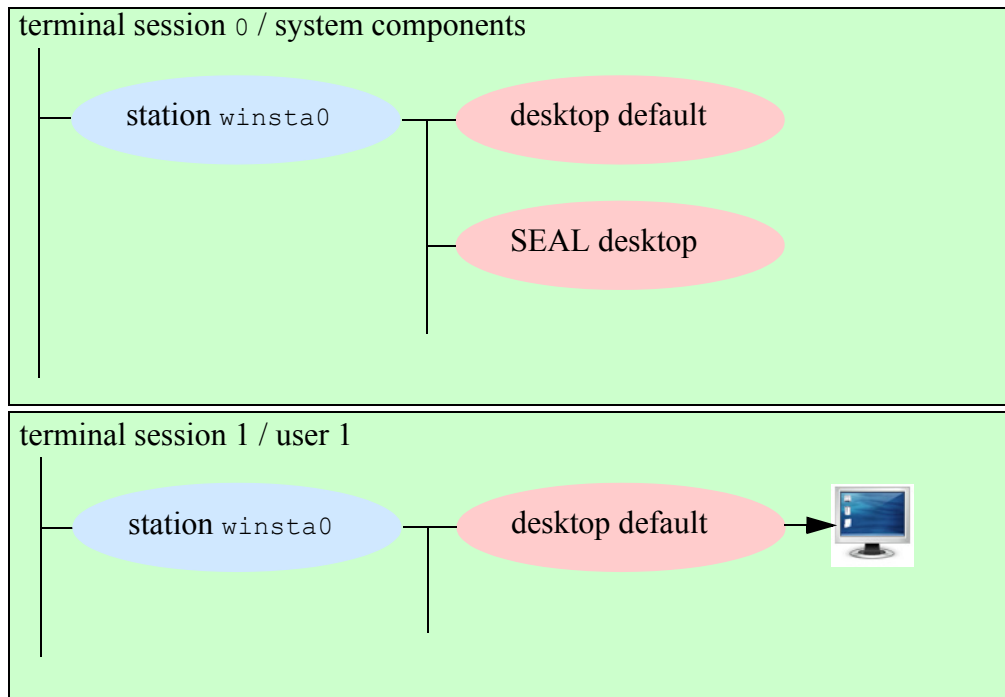 terminal session 0 / system components
station winsta0
desktop default
SEAL desktop
terminal session 1 / user 1
station winsta0
desktop default